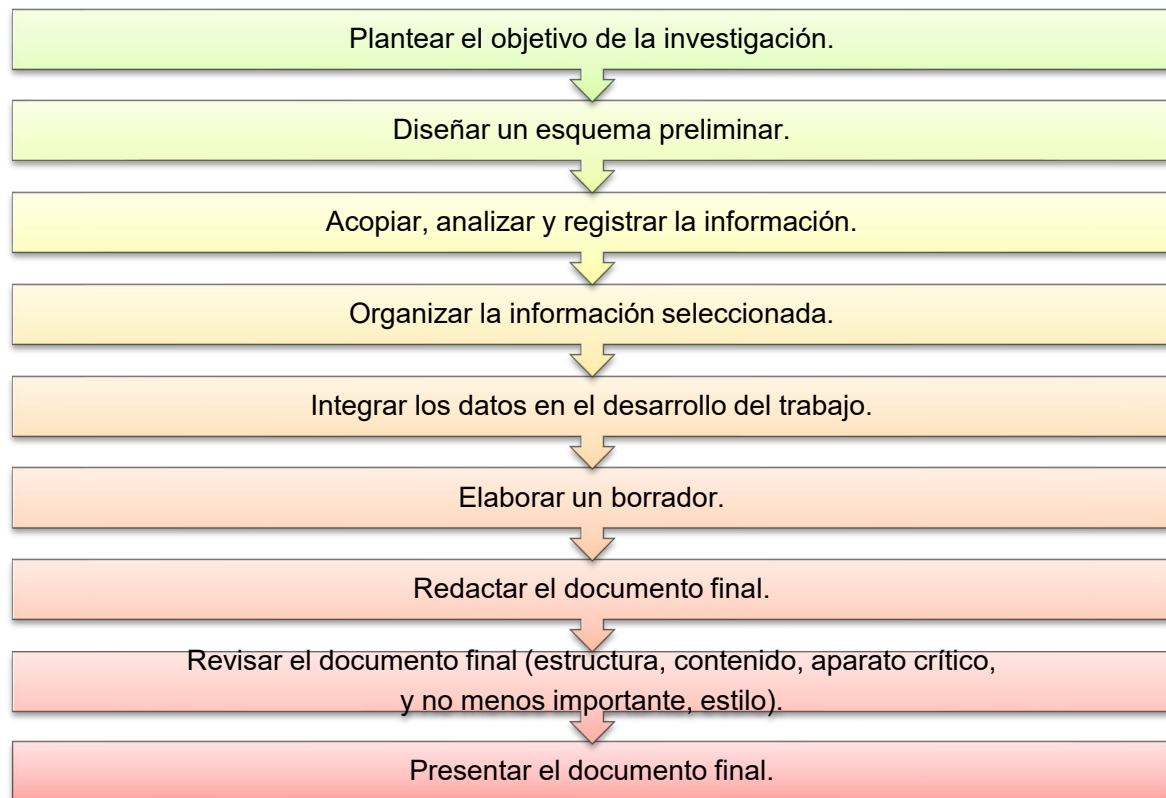 Plantear el objetivo de la investigación.
Diseñar un esquema preliminar.
Acopiar, analizar y registrar la información.
Organizar la información seleccionada.
Integrar los datos en el desarrollo del trabajo.
Elaborar un borrador.
Redactar el documento final.
Revisar el documento final (estructura, contenido, aparato crítico,
y no menos importante, estilo).
Presentar el documento final.